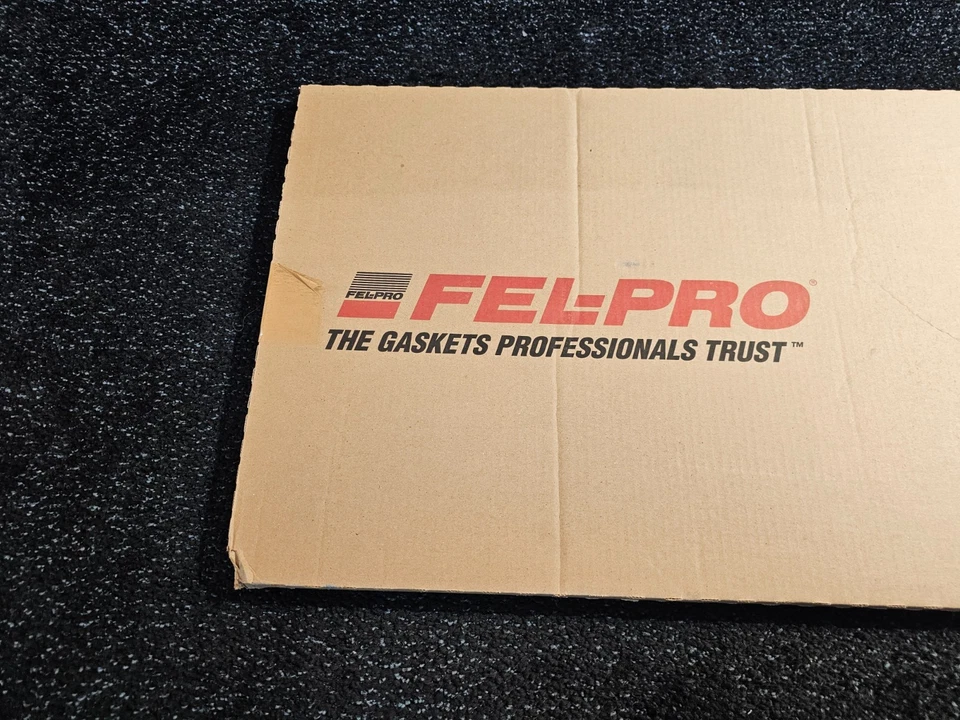 FEL-PRO
FEL-PRO®
THE GASKETS PROFESSIONALS TRUST™